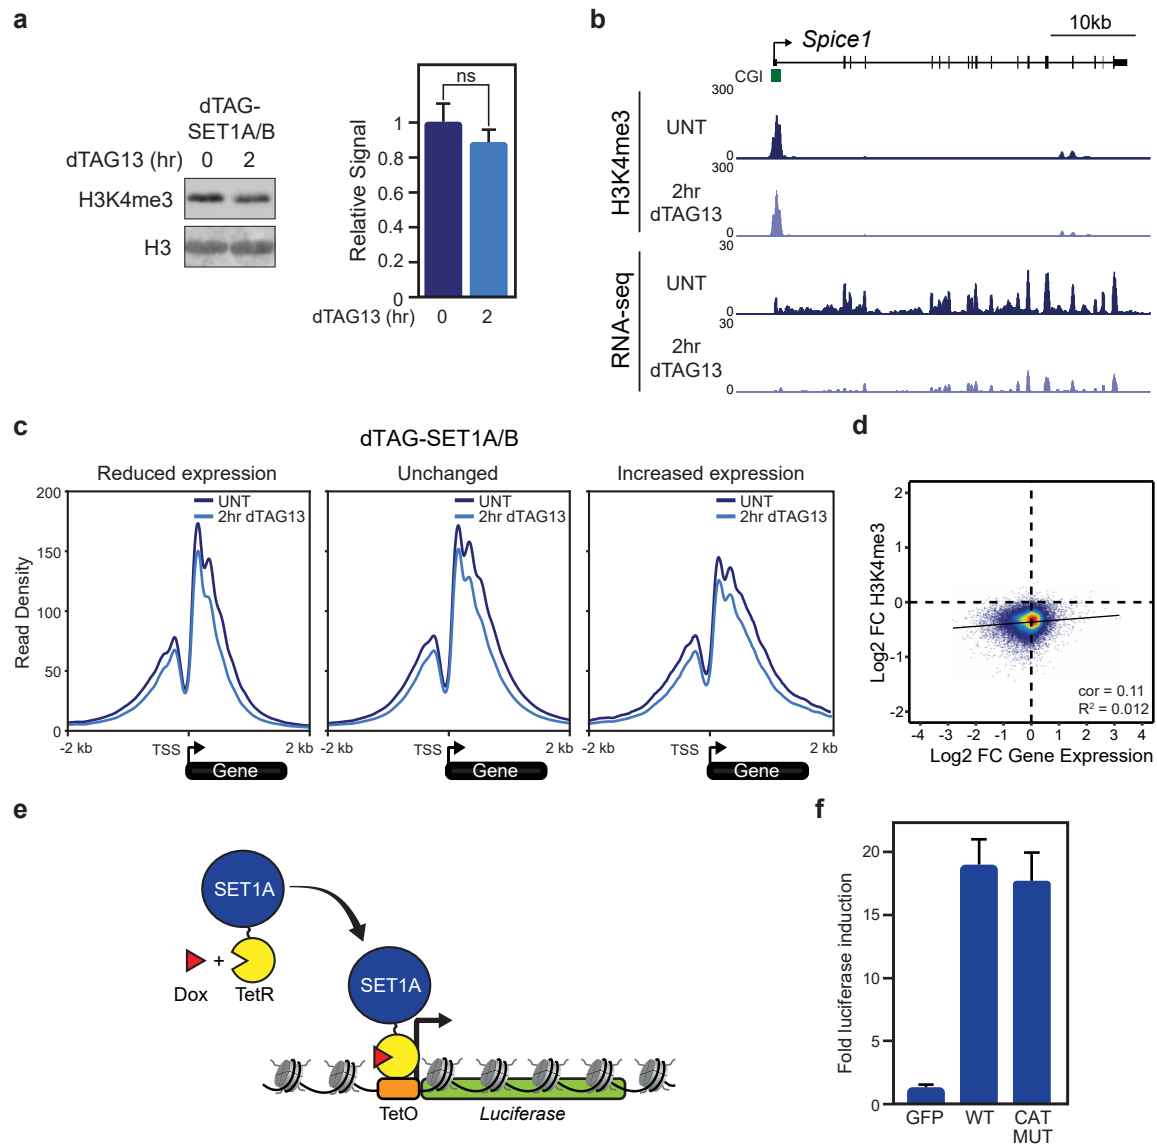 a
dTAG-
SET1A/B
dTAG13 (hr) 0 2
H3K4me3
H3
ns
Relative Signal
1
0.8
0.6
0.4
0.2
0
dTAG13 (hr) 0 2
b
10kb
Spice1
CGI
H3K4me3
300
UNT
0
300
2hr
dTAG13
0
RNA-seq
30
UNT
0
30
2hr
dTAG13
0
c
dTAG-SET1A/B
Reduced expression
Unchanged
Increased expression
Read Density
200
150
100
50
0
UNT
2hr dTAG13
UNT
2hr dTAG13
UNT
2hr dTAG13
-2 kb TSS 2 kb
Gene
-2 kb TSS 2 kb
Gene
-2 kb TSS 2 kb
Gene
d
Log2 FC H3K4me3
2
1
0
-1
-2
cor = 0.11
R² = 0.012
-4 -3 -2 -1 0 1 2 3 4
Log2 FC Gene Expression
e
SET1A
+
Dox TetR
SET1A
TetO
Luciferase
f
Fold luciferase induction
20
15
10
5
0
GFP WT CAT
MUT